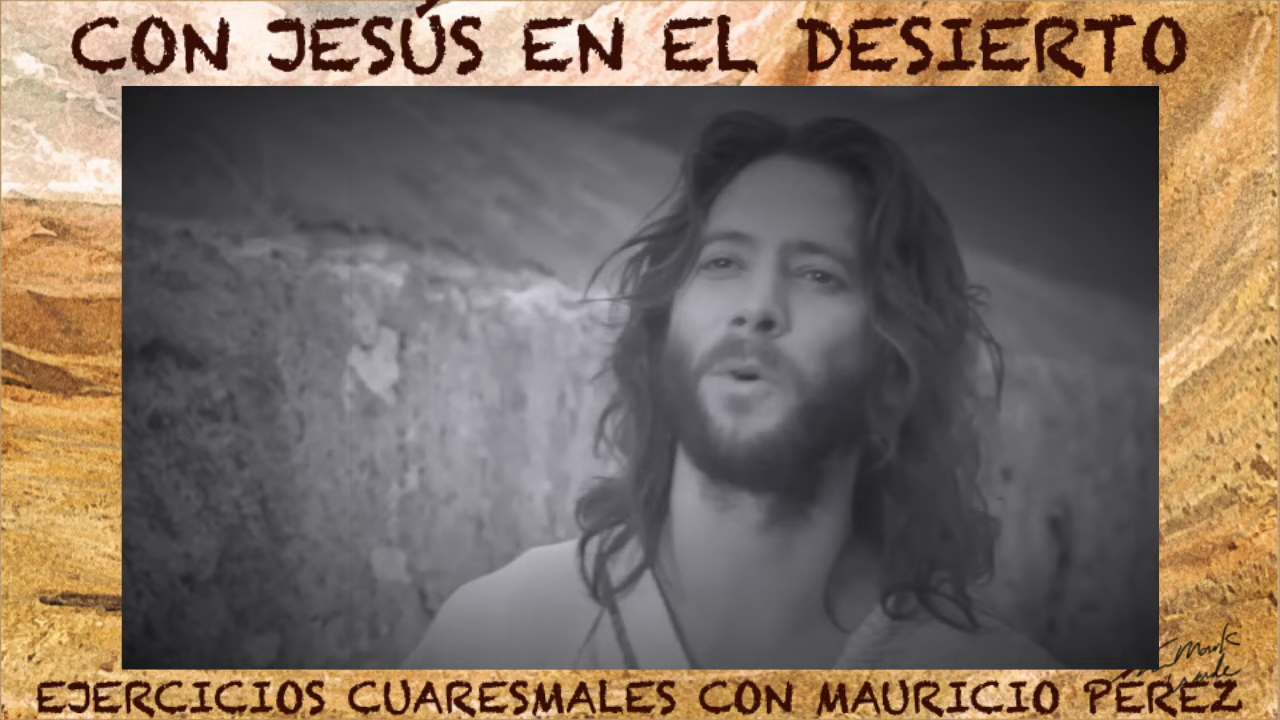 CON JESÚS EN EL DESIERTO
EJERCICIOS CUARESMALES CON MAURICIO PÉREZ